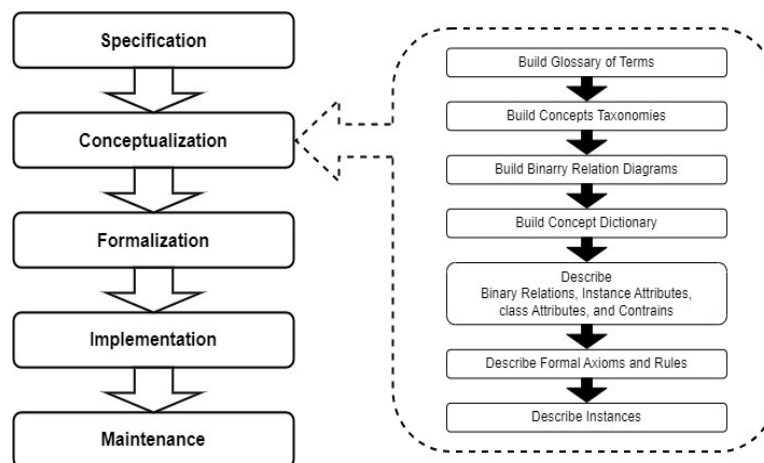 Specification
Conceptualization
Formalization
Implementation
Maintenance
Build Glossary of Terms
Build Concepts Taxonomies
Build Binarry Relation Diagrams
Build Concept Dictionary
Describe
Binary Relations, Instance Attributes,
class Attributes, and Contrains
Describe Formal Axioms and Rules
Describe Instances